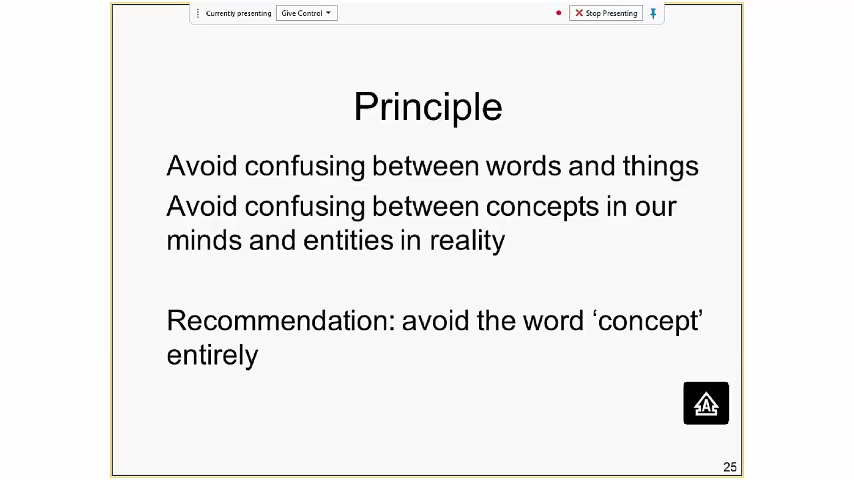 Currently presenting Give Control Stop Presenting
Principle
Avoid confusing between words and things
Avoid confusing between concepts in our
minds and entities in reality
Recommendation: avoid the word ‘concept’
entirely
A
25